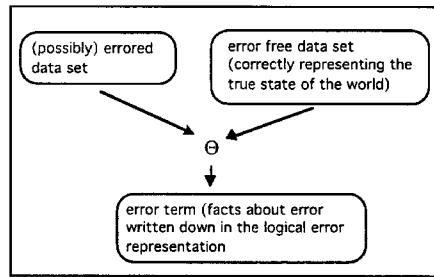 (possibly) errored
data set
error free data set
(correctly representing the
true state of the world)
Θ
error term (facts about error
written down in the logical error
representation